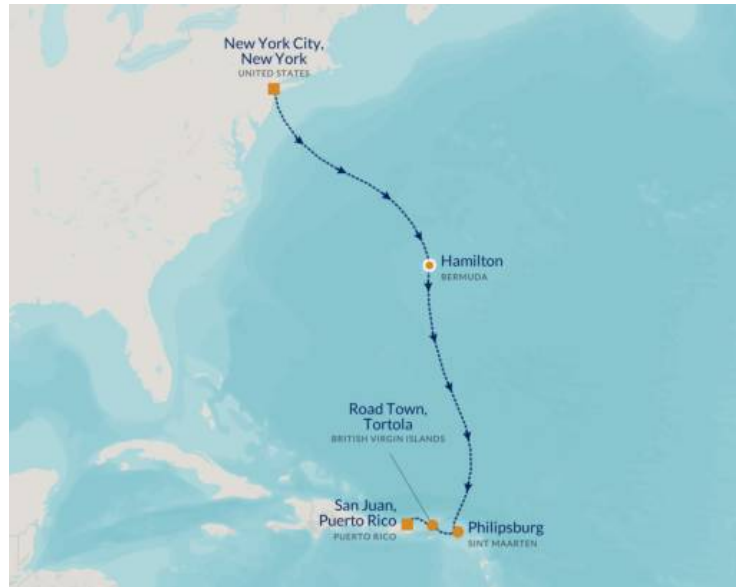 New York City,
New York
UNITED STATES
Hamilton
BERMUDA
Road Town,
Tortola
BRITISH VIRGIN ISLANDS
San Juan,
Puerto Rico
PUERTO RICO
Philipsburg
SINT MAARTEN